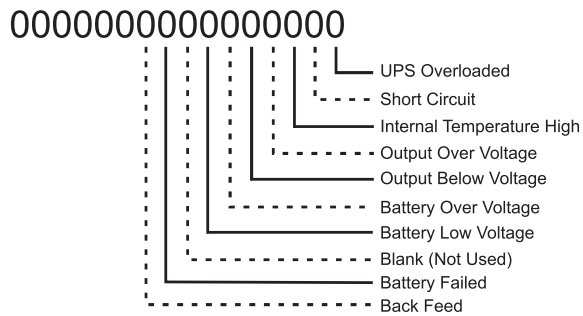 0000000000000000
UPS Overloaded
Short Circuit
Internal Temperature High
Output Over Voltage
Output Below Voltage
Battery Over Voltage
Battery Low Voltage
Blank (Not Used)
Battery Failed
Back Feed